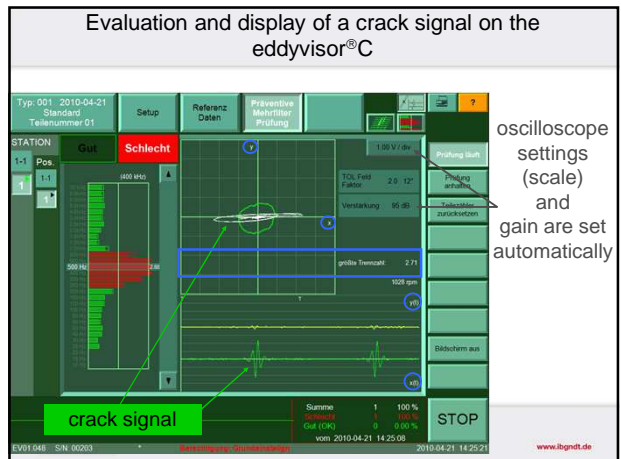 Evaluation and display of a crack signal on the
eddyvisor®C
Typ: 001 2010-04-21
Standard
Teilenummer 01
Setup
Referenz
Daten
Präventive
Mehrfilter
Prüfung
?
STATION
1-1
Pos.
1-1
1
1
Gut
Schlecht
(400 kHz)
500 Hz
2.00 V / div
TOL Feld
Faktor 2.0 12°
Verstärkung 95 dB
y
x
größte Trennzahl: 2.71
1028 rpm
T
y(t)
x(t)
Prüfung läuft
Prüfung
anhalten
Teilezähler
zurücksetzen
Bildschirm aus
STOP
oscilloscope
settings
(scale)
and
gain are set
automatically
crack signal
Summe 1 100 %
Schlecht 1 100 %
Gut (OK) 0 0.00 %
vom 2010-04-21 14:25:08
EV01.048 S/N: 00203
2010-04-21 14:25:21
www.ibgndt.de